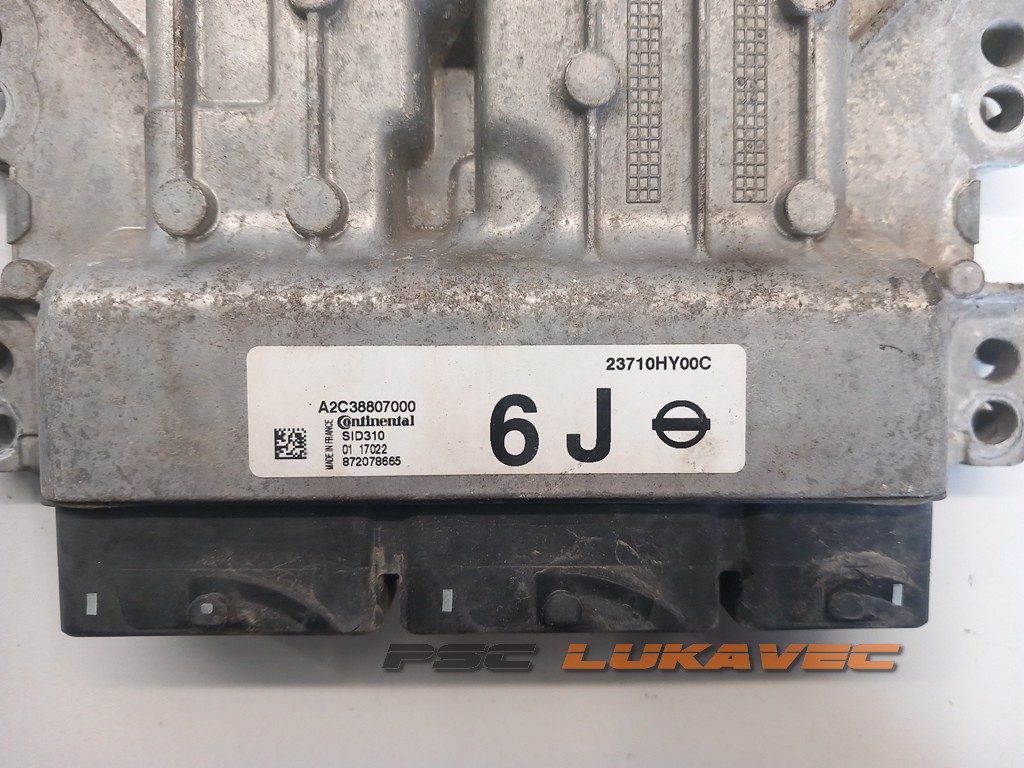 23710HY00C
A2C38807000
Continental
SID310
01 17022
872078665
MADE IN FRANCE
6 J
PSC LUKAVEC